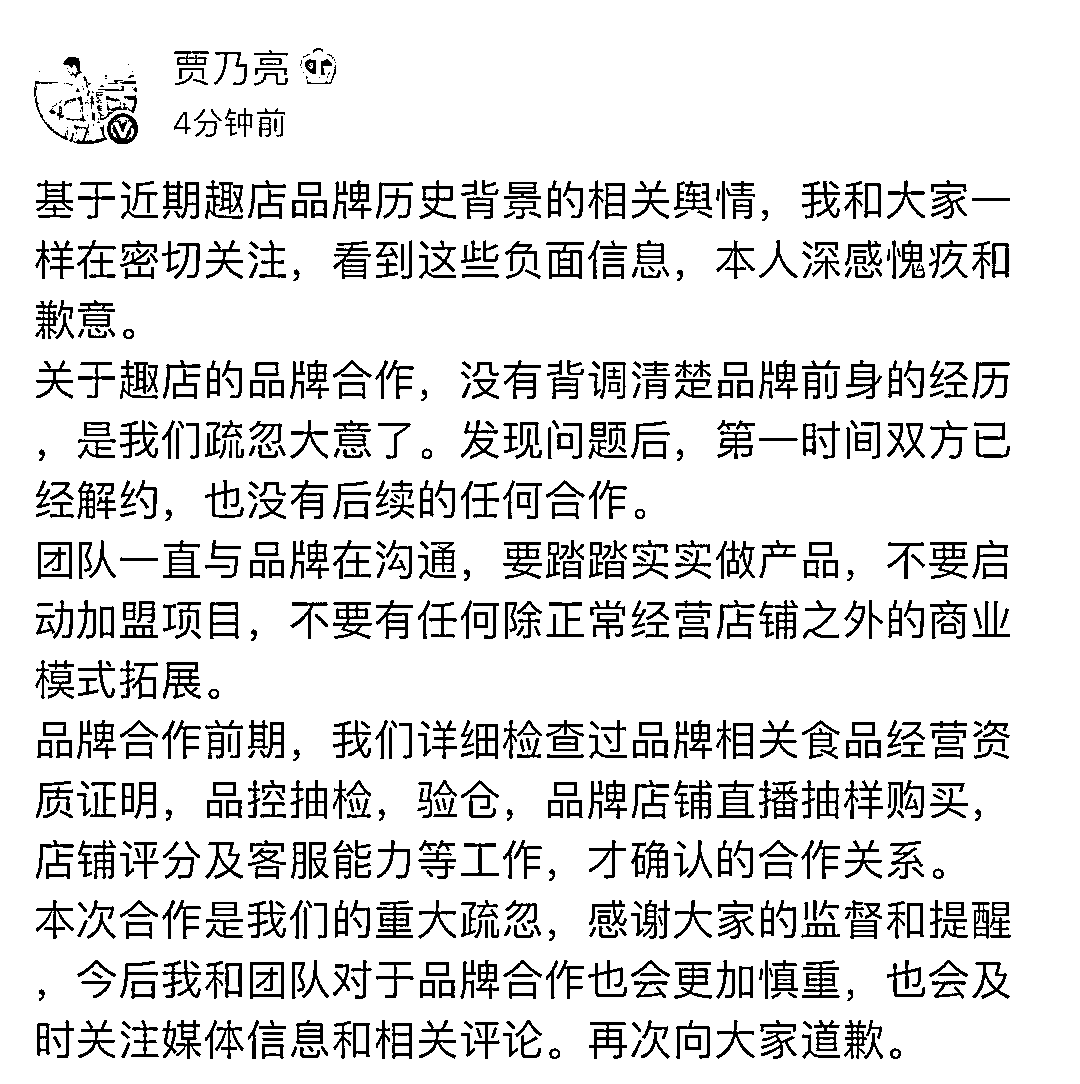 贾乃亮
4分钟前
基于近期趣店品牌历史背景的相关舆情，我和大家一
样在密切关注，看到这些负面信息，本人深感愧疚和
歉意。
关于趣店的品牌合作，没有背调清楚品牌前身的经历
，是我们疏忽大意了。发现问题后，第一时间双方已
经解约，也没有后续的任何合作。
团队一直与品牌在沟通，要踏踏实实做产品，不要启
动加盟项目，不要有任何除正常经营店铺之外的商业
模式拓展。
品牌合作前期，我们详细检查过品牌相关食品经营资
质证明，品控抽检，验仓，品牌店铺直播抽样购买，
店铺评分及客服能力等工作，才确认的合作关系。
本次合作是我们的重大疏忽，感谢大家的监督和提醒
，今后我和团队对于品牌合作也会更加慎重，也会及
时关注媒体信息和相关评论。再次向大家道歉。